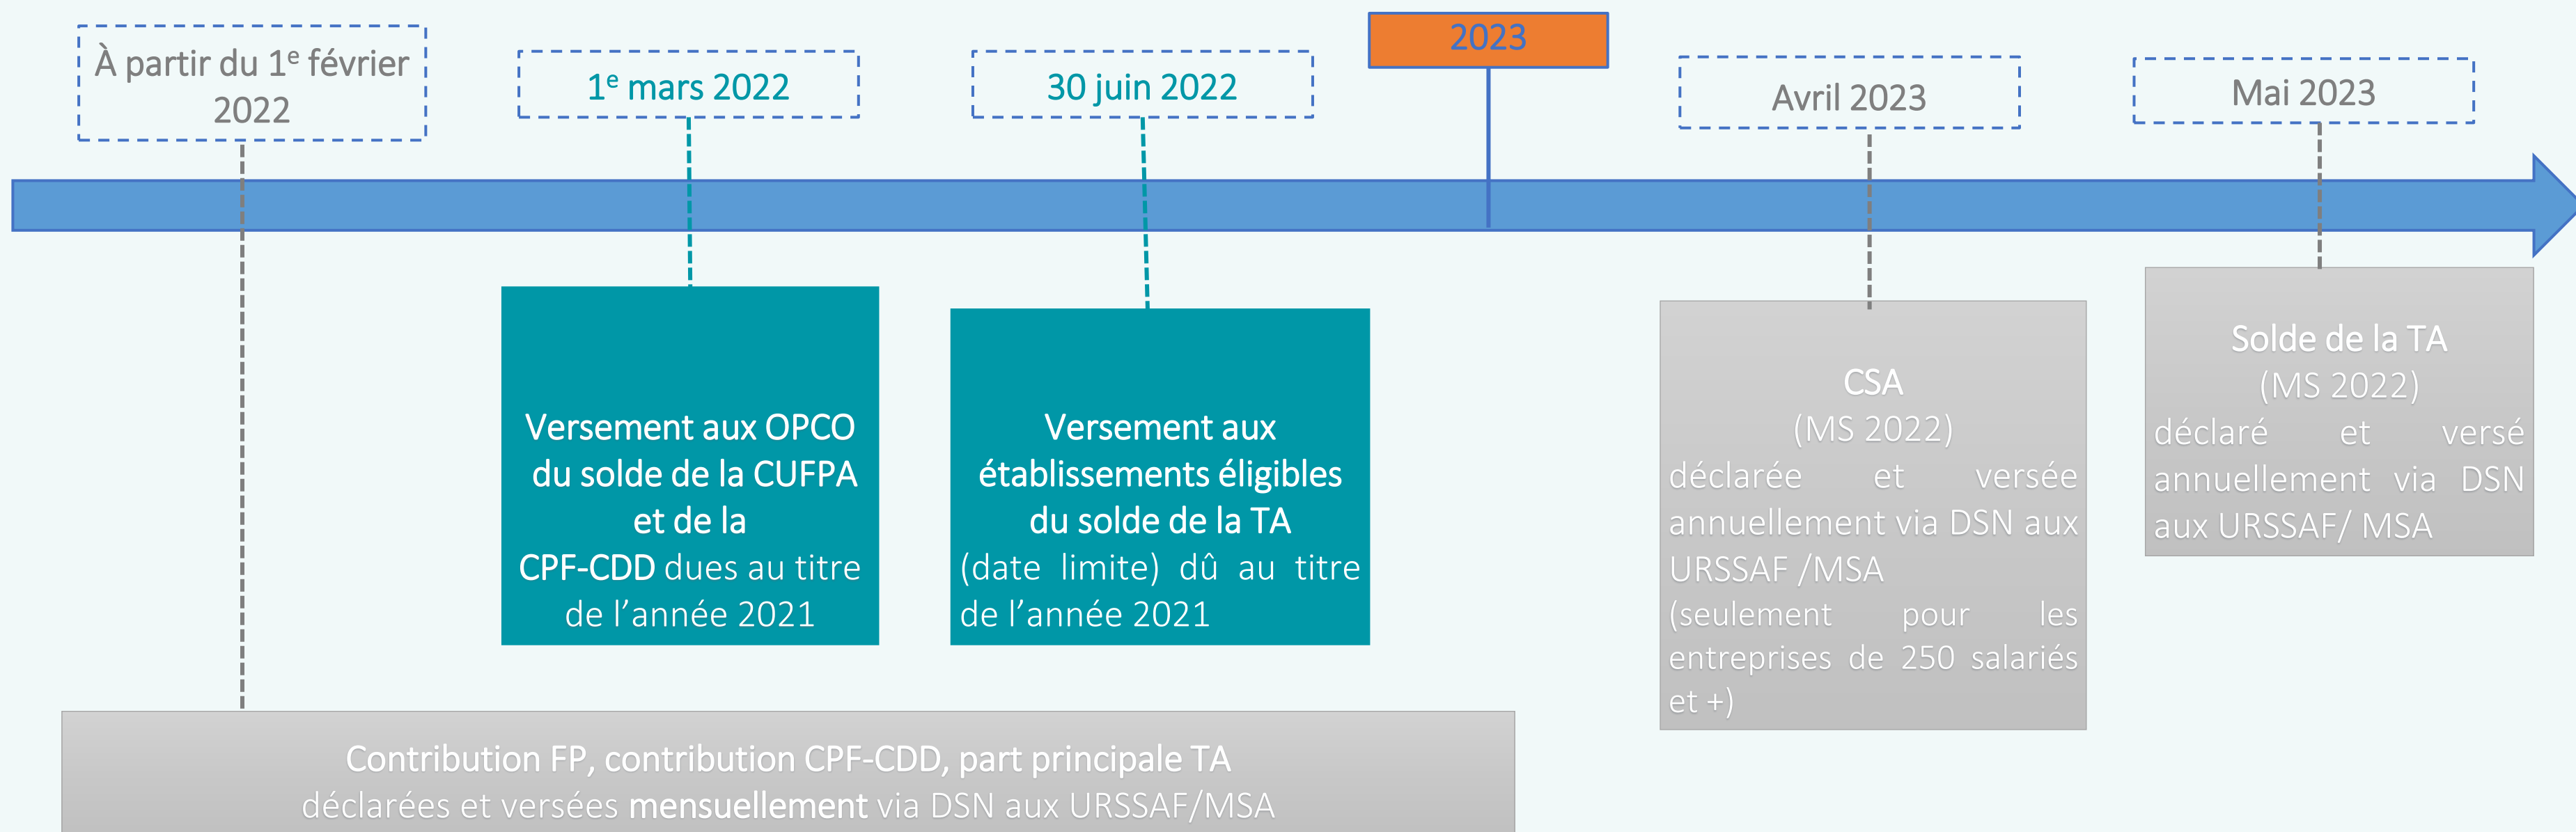 À partir du 1e février
2022
1e mars 2022
30 juin 2022
2023
Avril 2023
Mai 2023
Versement aux OPCO
du solde de la CUFPA
et de la
CPF-CDD dues au titre
de l’année 2021
Versement aux
établissements éligibles
du solde de la TA
(date limite) dû au titre
de l’année 2021
CSA
(MS 2022)
déclarée et versée
annuellement via DSN aux
URSSAF /MSA
(seulement pour les
entreprises de 250 salariés
et +)
Solde de la TA
(MS 2022)
déclaré et versé
annuellement via DSN
aux URSSAF/ MSA
Contribution FP, contribution CPF-CDD, part principale TA
déclarées et versées mensuellement via DSN aux URSSAF/MSA